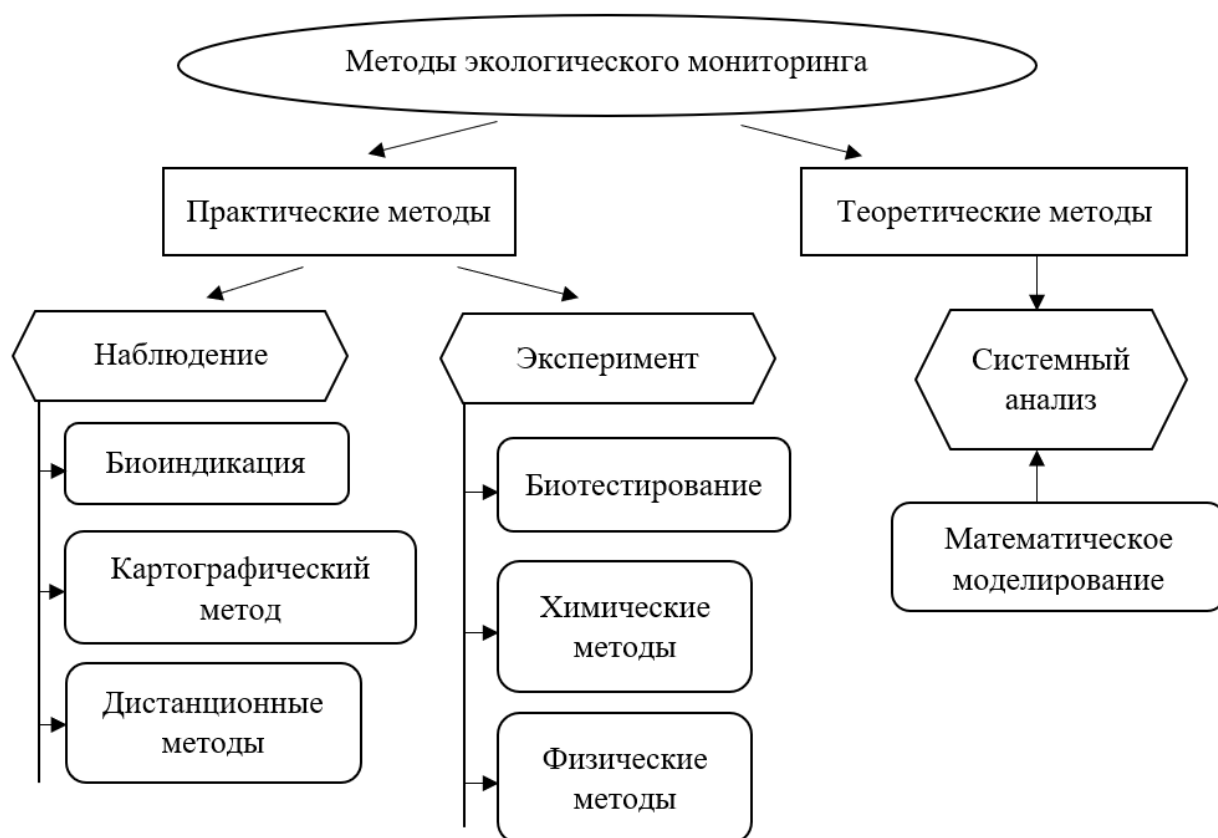 Методы экологического мониторинга
Практические методы
Теоретические методы
Наблюдение
Эксперимент
Системный
анализ
Биоиндикация
Биотестирование
Математическое
моделирование
Картографический
метод
Химические
методы
Дистанционные
методы
Физические
методы